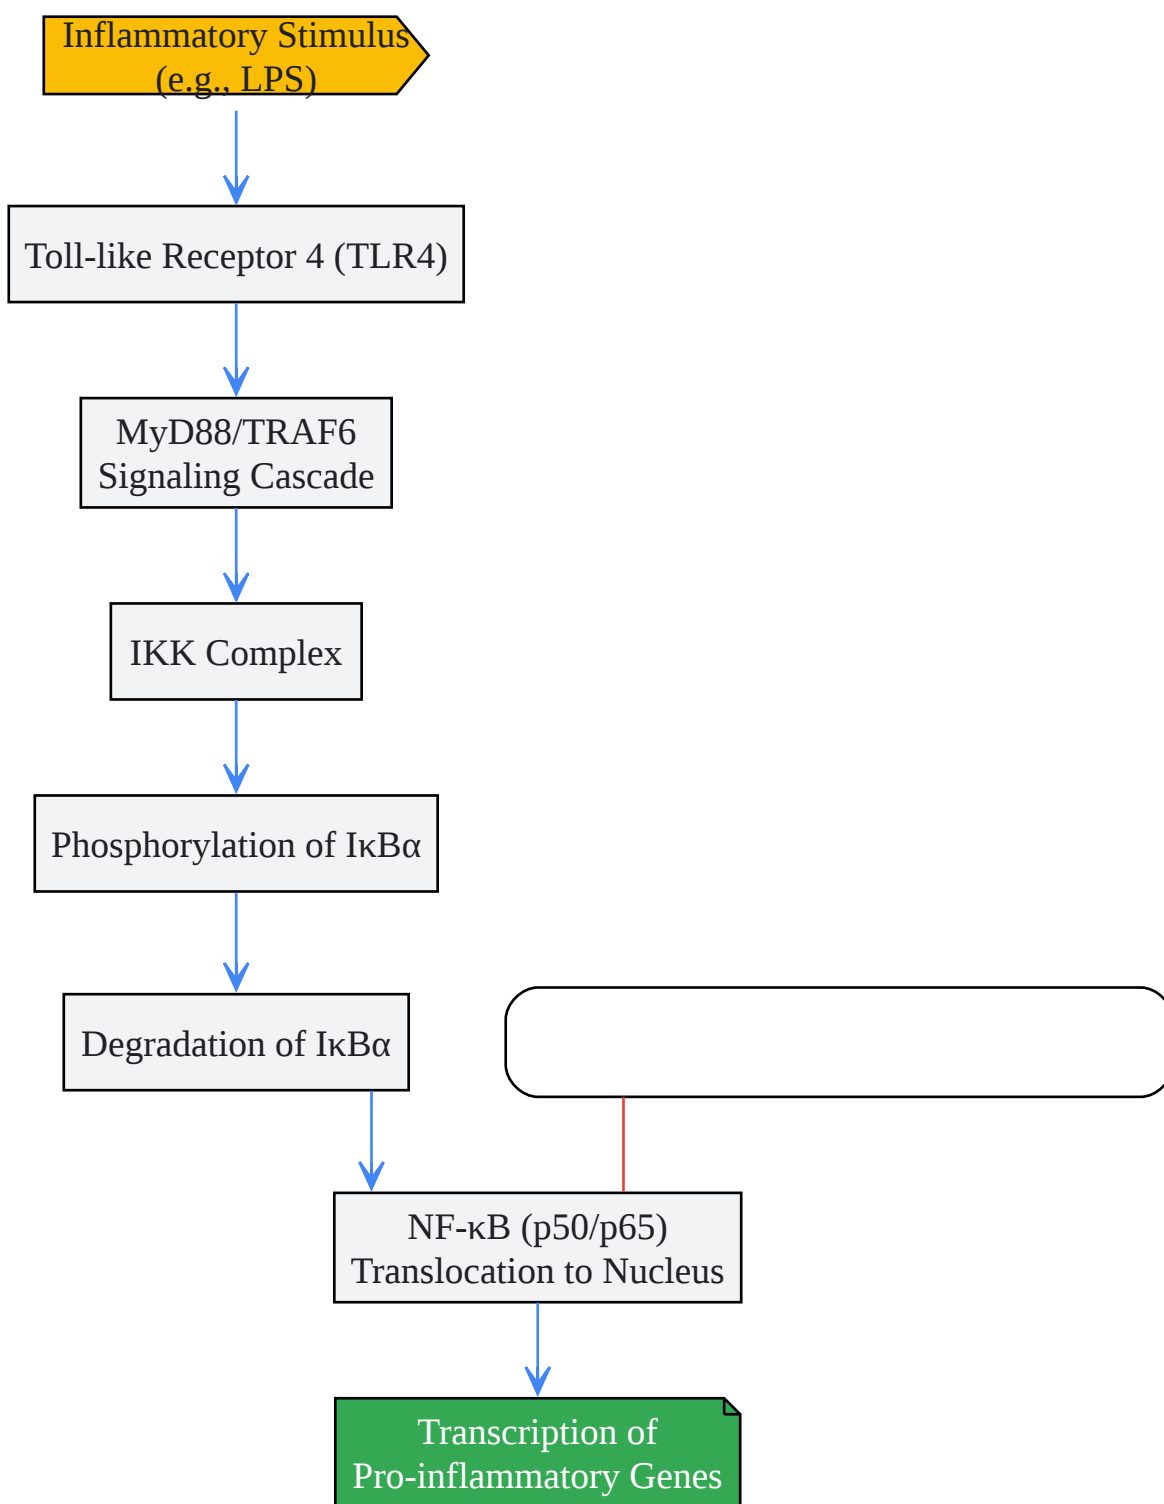 Inflammatory Stimulus
(e.g., LPS)
Toll-like Receptor 4 (TLR4)
MyD88/TRAF6
Signaling Cascade
IKK Complex
Phosphorylation of IκBα
Degradation of IκBα
NF-κB (p50/p65)
Translocation to Nucleus
Transcription of
Pro-inflammatory Genes